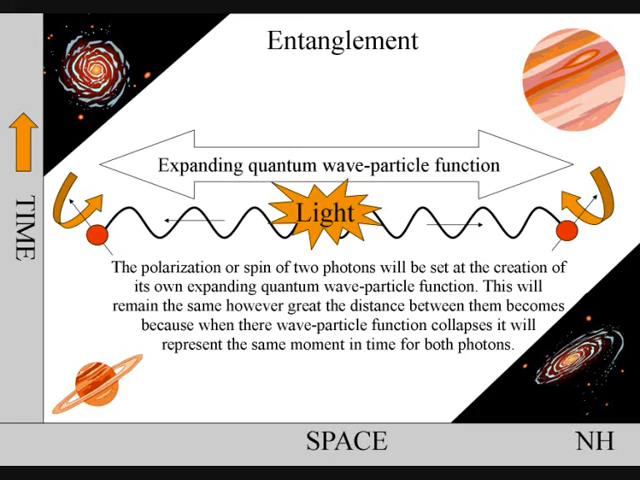 Entanglement
Expanding quantum wave-particle function
Light
TIME
The polarization or spin of two photons will be set at the creation of
its own expanding quantum wave-particle function. This will
remain the same however great the distance between them becomes
because when there wave-particle function collapses it will
represent the same moment in time for both photons.
SPACE
NH